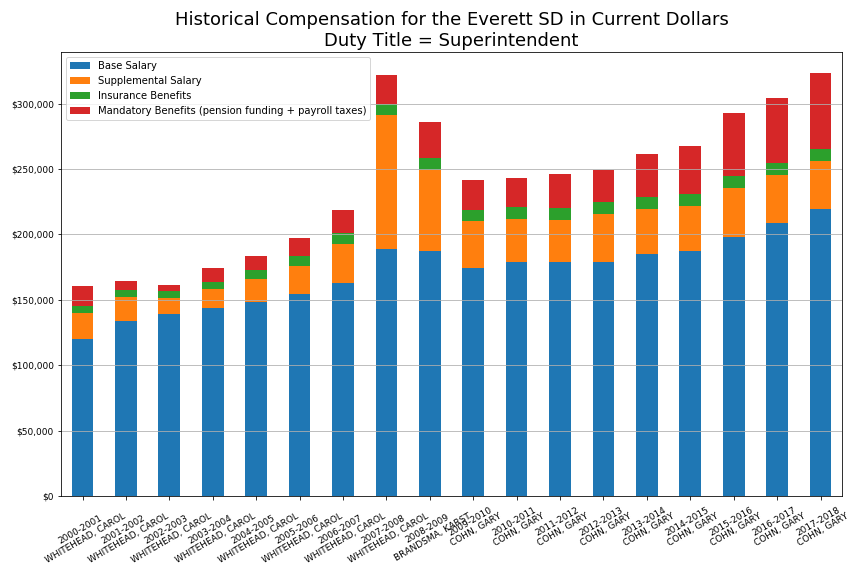 Historical Compensation for the Everett SD in Current Dollars
Duty Title = Superintendent
Base Salary
Supplemental Salary
Insurance Benefits
Mandatory Benefits (pension funding + payroll taxes)
$300,000
$250,000
$200,000
$150,000
$100,000
$50,000
$0
2000-2001
WHITEHEAD, CAROL
2001-2002
WHITEHEAD, CAROL
2002-2003
WHITEHEAD, CAROL
2003-2004
WHITEHEAD, CAROL
2004-2005
WHITEHEAD, CAROL
2005-2006
WHITEHEAD, CAROL
2006-2007
WHITEHEAD, CAROL
2007-2008
WHITEHEAD, CAROL
2008-2009
BRANDSMA, KARST
2009-2010
COHN, GARY
2010-2011
COHN, GARY
2011-2012
COHN, GARY
2012-2013
COHN, GARY
2013-2014
COHN, GARY
2014-2015
COHN, GARY
2015-2016
COHN, GARY
2016-2017
COHN, GARY
2017-2018
COHN, GARY